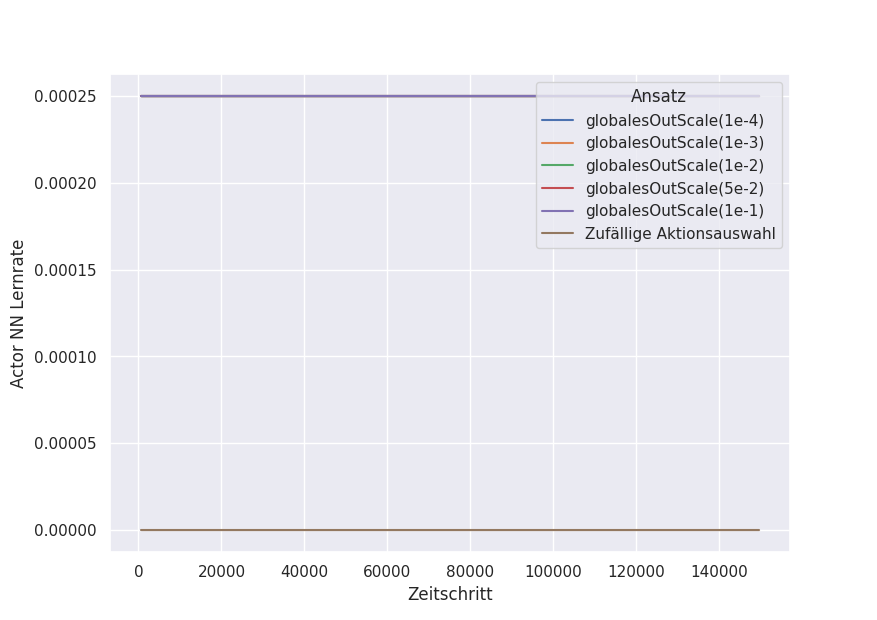 Ansatz
globalesOutScale(1e-4)
globalesOutScale(1e-3)
globalesOutScale(1e-2)
globalesOutScale(5e-2)
globalesOutScale(1e-1)
Zufällige Aktionsauswahl
Actor NN Lernrate
0.00025
0.00020
0.00015
0.00010
0.00005
0.00000
0 20000 40000 60000 80000 100000 120000 140000
Zeitschritt